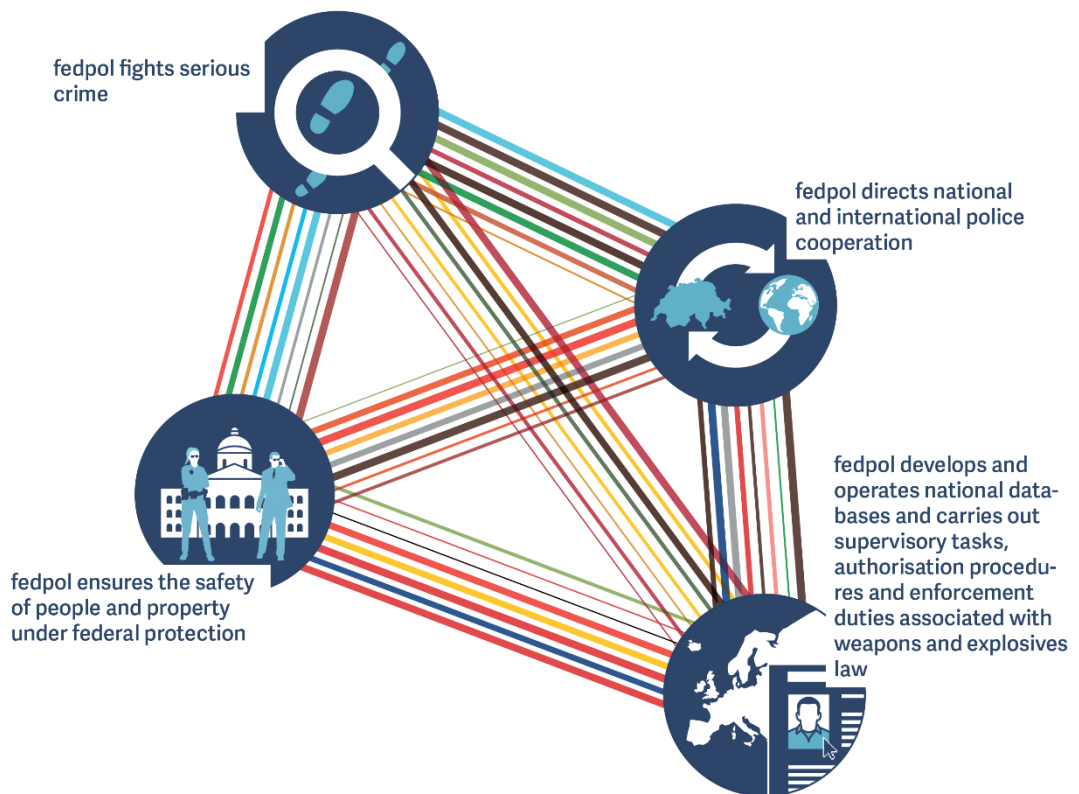 fedpol fights serious
crime
fedpol directs national
and international police
cooperation
fedpol develops and
operates national data-
bases and carries out
supervisory tasks,
authorisation procedu-
res and enforcement
duties associated with
weapons and explosives
law
fedpol ensures the safety
of people and property
under federal protection